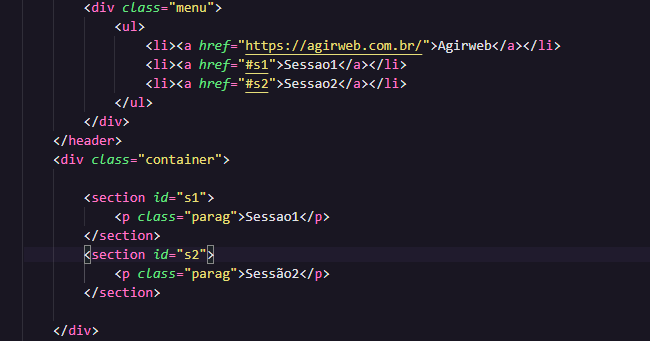 <div class="menu">
<ul>
<li><a href="https://agirweb.com.br/">Agirweb</a></li>
<li><a href="#s1">Sessao1</a></li>
<li><a href="#s2">Sessao2</a></li>
</ul>
</div>
</header>
<div class="container">
<section id="s1">
<p class="parag">Sessao1</p>
</section>
<section id="s2">
<p class="parag">Sessão2</p>
</section>
</div>